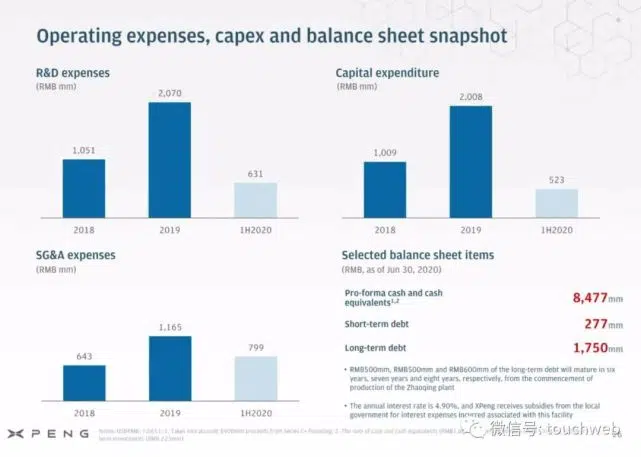 Operating expenses, capex and balance sheet snapshot
R&D expenses
(RMB mm)
1,051
2,070
631
2018
2019
1H2020
Capital expenditure
(RMB mm)
1,009
2,008
523
2018
2019
1H2020
SG&A expenses
(RMB mm)
643
1,165
799
2018
2019
1H2020
Selected balance sheet items
(RMB, as of Jun 30, 2020)
Pro-forma cash and cash
equivalents1,2
8,477mm
Short-term debt
277mm
Long-term debt
1,750mm
• RMB500mm, RMB500mm and RMB600mm of the long-term debt will mature in six
years, seven years and eight years, respectively, from the commencement of
production of the Zhaoqing plant
• The annual interest rate is 4.90%, and XPeng receives subsidies from the local
government for interest expenses incurred associated with this facility
XPENG
微信号: touchweb